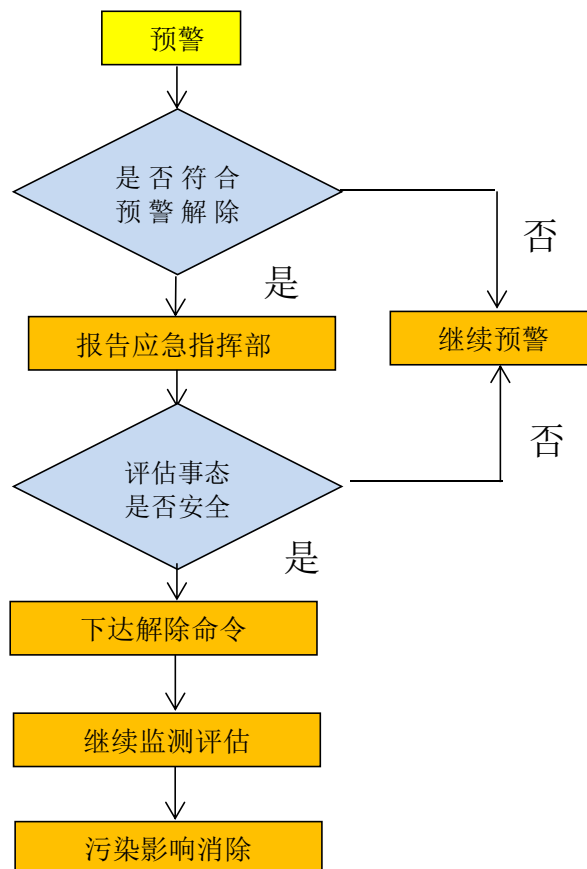 预警
是否符合
预警解除
否
是
报告应急指挥部
继续预警
否
评估事态
是否安全
是
下达解除命令
继续监测评估
污染影响消除